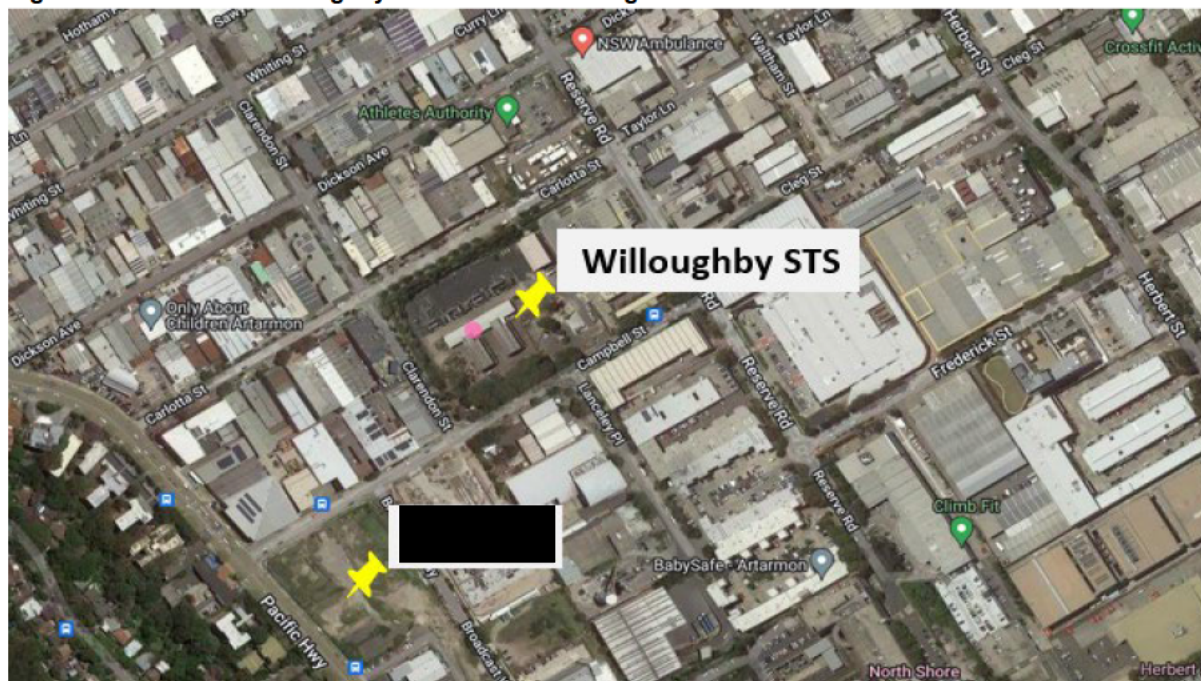 Hotham
Whiting St
Curry Ln
NSW Ambulance
Taylor Ln
Waltham St
Herbert St
Cleg St
Crossfit Activ
Athletes Authority
Reserve Rd
Taylor Ln
Clarendon St
Dickson Ave
Carlotta St
Cleg St
Whiting St
Willoughby STS
Rd
Herbert St
Only About
Children Artarmon
Dickson Ave
Campbell St
Frederick St
Carlotta St
Clarendon St
Lanceley Pl
Reserve Rd
Reserve Rd
Climb Fit
BabySafe - Artarmon
Pacific Hwy
Broadcast
North Shore
Herbert